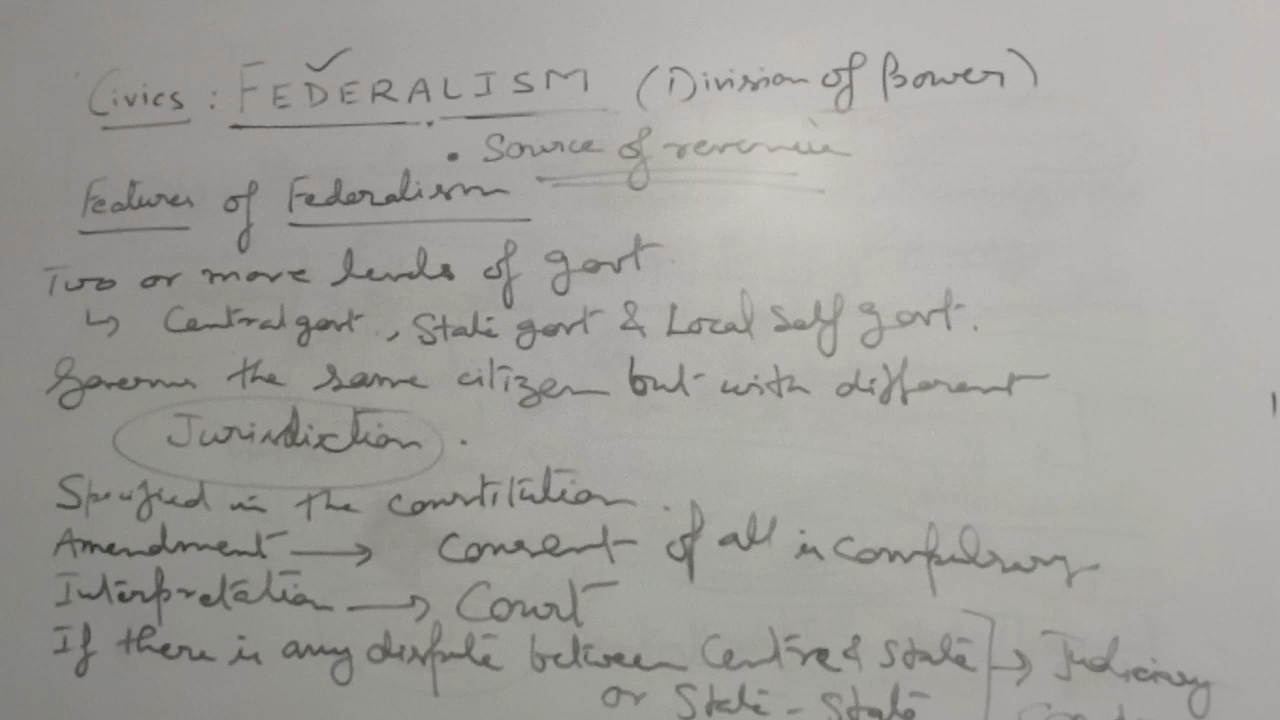 Civics : FEDERALISM (Division of Power)
• Source of revenue
Features of Federalism
Two or more levels of govt
↳ Central govt, State govt & Local Self govt.
Governs the same citizen but with different
Jurisdiction.
Specified in the constitution.
Amendment → Consent of all is compulsory
Interpretation → Court
If there is any dispute between Centre & State → Judiciary
or State - State